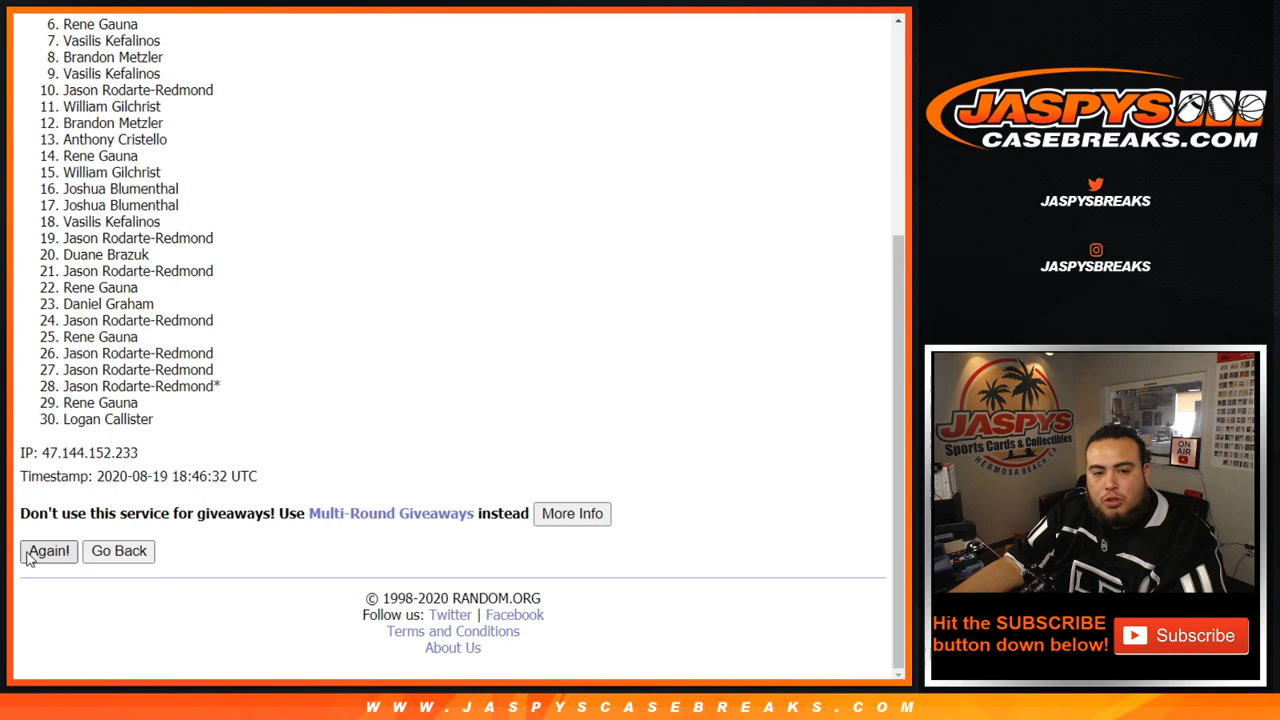 6. Rene Gauna
7. Vasilis Kefalinos
8. Brandon Metzler
9. Vasilis Kefalinos
10. Jason Rodarte-Redmond
11. William Gilchrist
12. Brandon Metzler
13. Anthony Cristello
14. Rene Gauna
15. William Gilchrist
16. Joshua Blumenthal
17. Joshua Blumenthal
18. Vasilis Kefalinos
19. Jason Rodarte-Redmond
20. Duane Brazuk
21. Jason Rodarte-Redmond
22. Rene Gauna
23. Daniel Graham
24. Jason Rodarte-Redmond
25. Rene Gauna
26. Jason Rodarte-Redmond
27. Jason Rodarte-Redmond
28. Jason Rodarte-Redmond*
29. Rene Gauna
30. Logan Callister
IP: 47.144.152.233
Timestamp: 2020-08-19 18:46:32 UTC
Don't use this service for giveaways! Use Multi-Round Giveaways instead More Info
Again! Go Back
© 1998-2020 RANDOM.ORG
Follow us: Twitter | Facebook
Terms and Conditions
About Us
JASPYS
CASEBREAKS.COM
JASPYSBREAKS
JASPYSBREAKS
JASPYS
Sports Cards & Collectibles
HERMOSA BEACH CA
ON
AIR
Hit the SUBSCRIBE
button down below!
Subscribe
WWW.JASPYSCASEBREAKS.COM